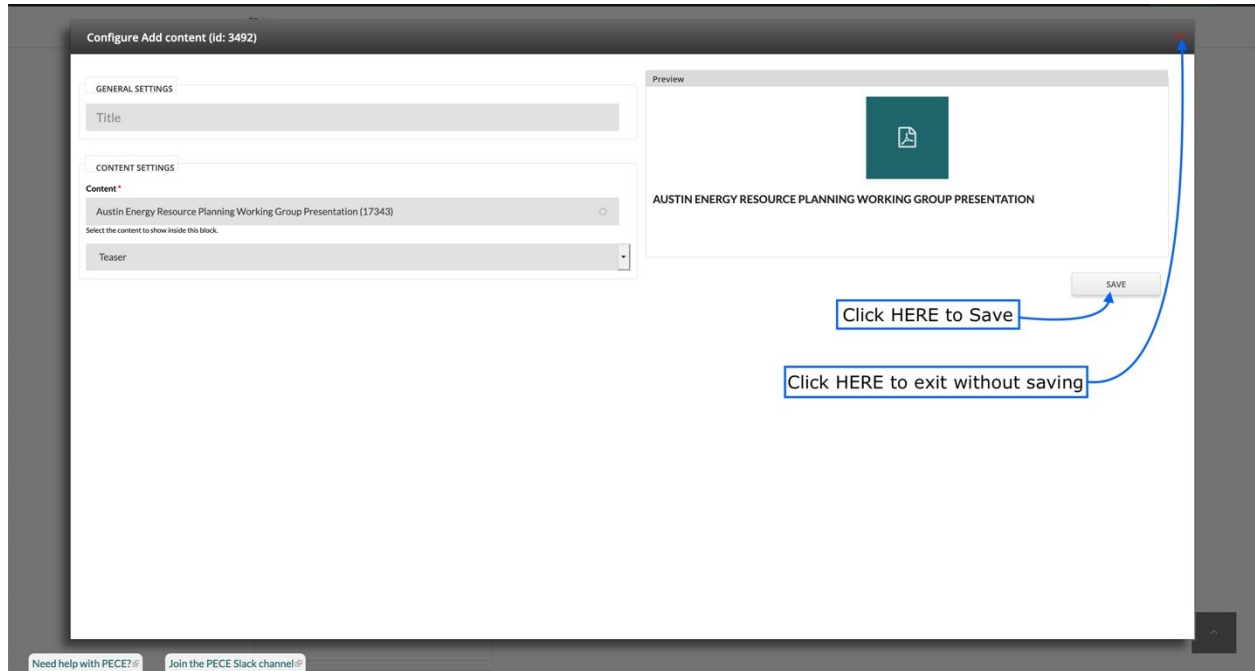 Configure Add content (id: 3492)
GENERAL SETTINGS
Title
CONTENT SETTINGS
Content *
Austin Energy Resource Planning Working Group Presentation (17343)
Select the content to show inside this block.
Teaser
Preview
AUSTIN ENERGY RESOURCE PLANNING WORKING GROUP PRESENTATION
SAVE
Click HERE to Save
Click HERE to exit without saving
Need help with PECE?
Join the PECE Slack channel